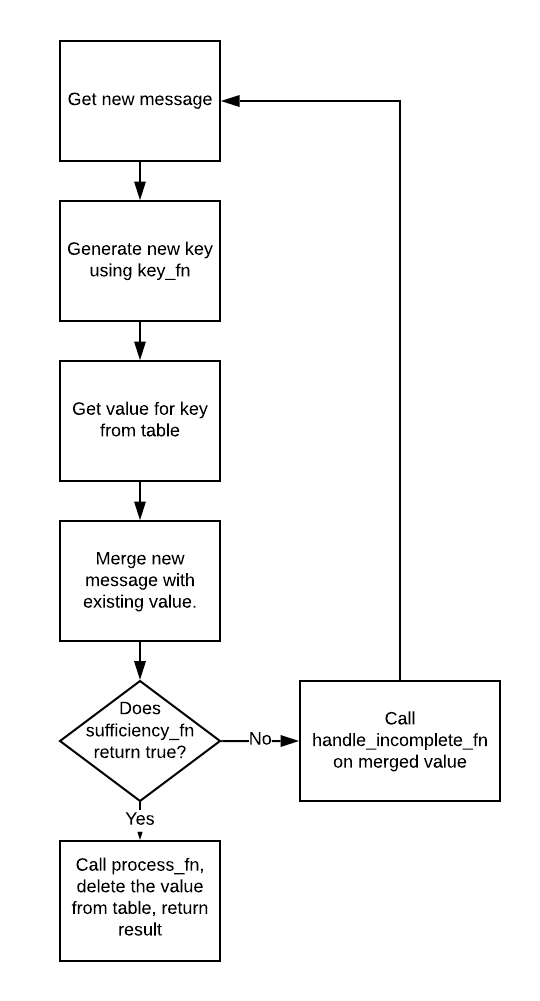 Get new message
Generate new key
using key_fn
Get value for key
from table
Merge new
message with
existing value.
Does
sufficiency_fn
return true?
No
Call
handle_incomplete_fn
on merged value
Yes
Call process_fn,
delete the value
from table, return
result